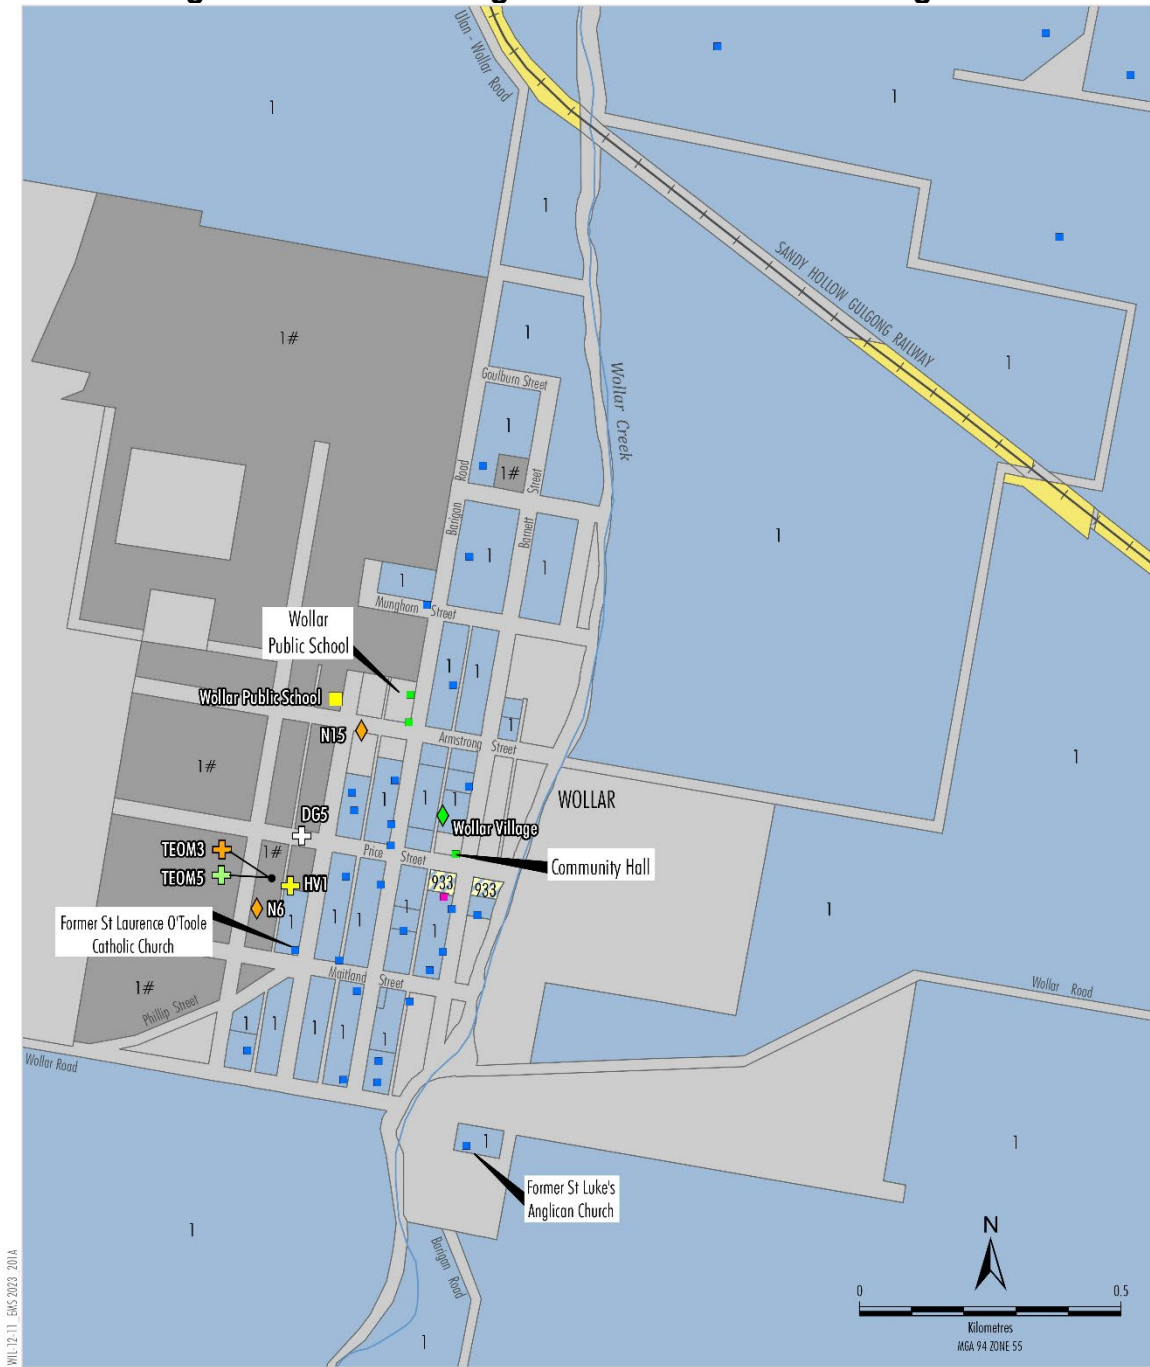 Ulan - Wollar Road
1
1
1
SANDY HOLLOW GULGONG RAILWAY
1#
1
1
Goulburn Street
Wollar Creek
1
1#
Barigan Road
Barnett Street
1
1
1
1
Munghorn Street
Wollar
Public School
1
1
Wollar Public School
N15
1
Armstrong Street
1
1#
WOLLAR
1
1
1
DG5
Wollar Village
1
TEOM3
1#
Price Street
Community Hall
TEOM5
HV1
933
933
N6
1
1
1
1
1
Former St Laurence O'Toole
Catholic Church
Maitland Street
1#
Phillip Street
Wollar Road
1
1
1
1
1
Wollar Road
1
1
Former St Luke's
Anglican Church
1
Barigan Road
1
N
0
0.5
Kilometres
MGA 94 ZONE 55
WIL-12-11_EMS 2023_201A